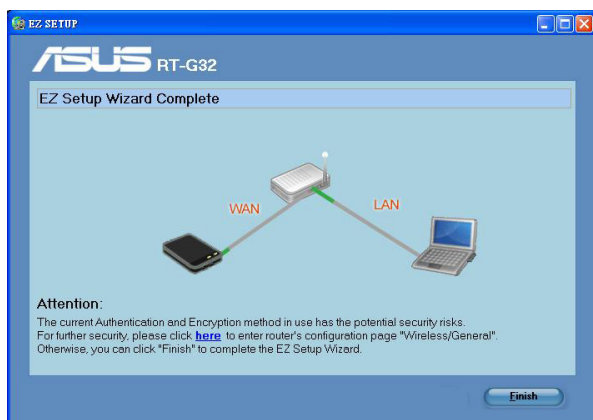 EZ SETUP
ASUS RT-G32
EZ Setup Wizard Complete
WAN
LAN
Attention:
The current Authentication and Encryption method in use has the potential security risks.
For further security, please click here to enter router's configuration page "Wireless/General".
Otherwise, you can click "Finish" to complete the EZ Setup Wizard.
Finish